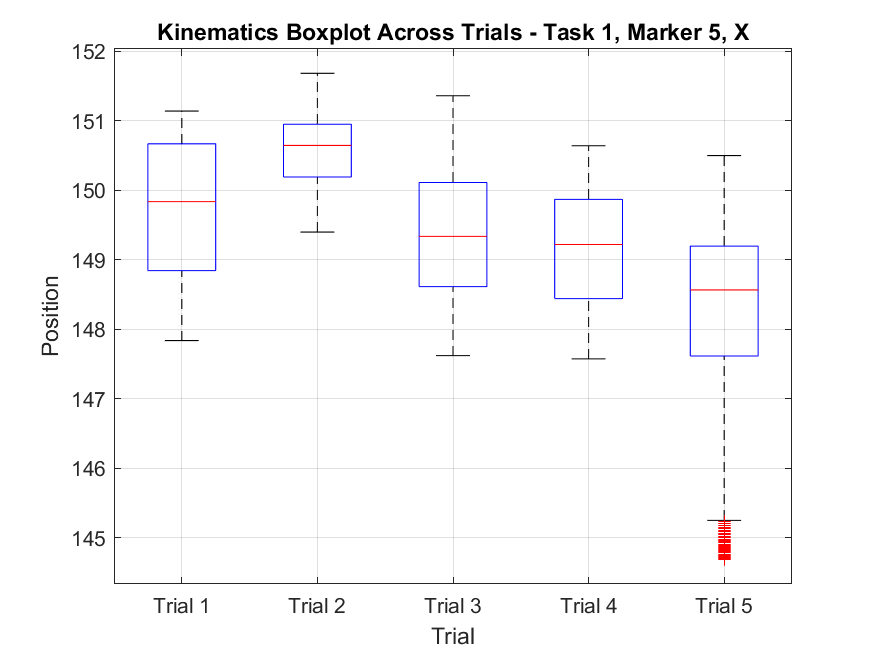 Kinematics Boxplot Across Trials - Task 1, Marker 5, X
152
151
150
149
148
147
146
145
Position
Trial 1
Trial 2
Trial 3
Trial 4
Trial 5
Trial